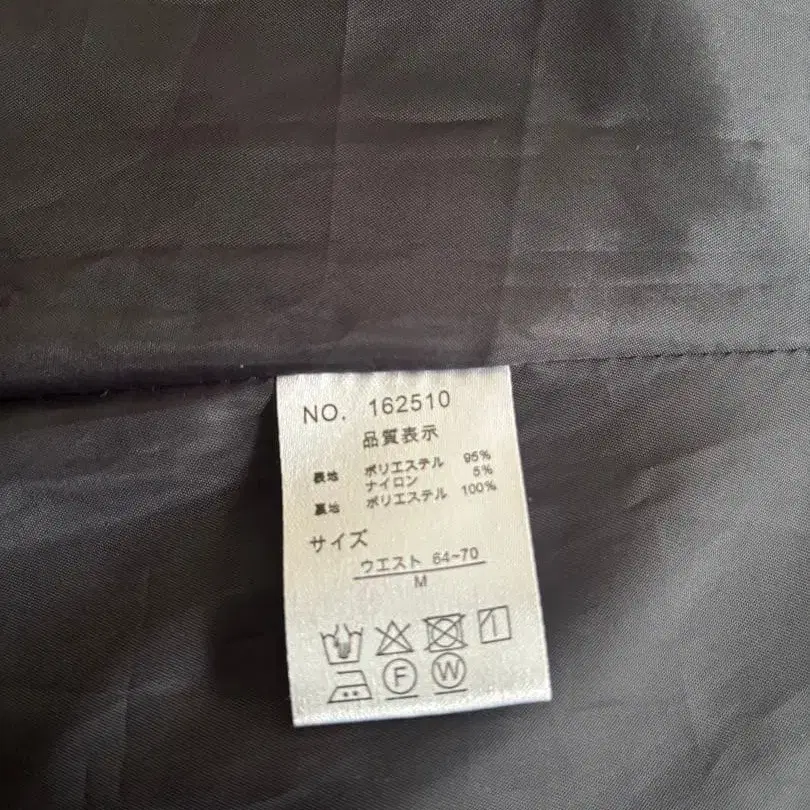 NO. 162510
品質表示
表地 ポリエステル 95%
ナイロン 5%
裏地 ポリエステル 100%
サイズ
ウエスト 64-70
M
F W